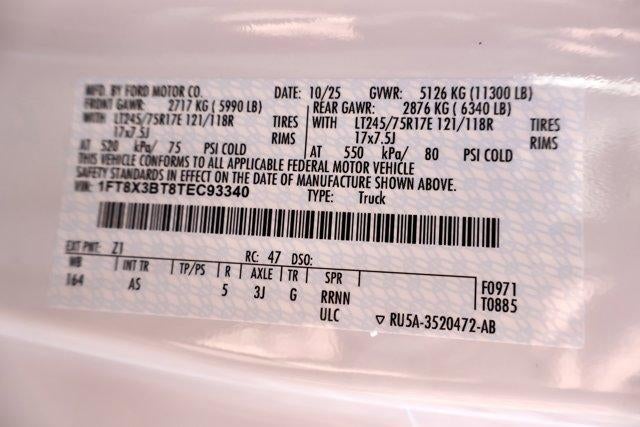 MFD. BY FORD MOTOR CO. DATE: 10/25 GVWR: 5126 KG (11300 LB)
FRONT GAWR: 2717 KG ( 5990 LB) REAR GAWR: 2876 KG ( 6340 LB)
WITH LT245/75R17E 121/118R TIRES WITH LT245/75R17E 121/118R TIRES
17x7.5J RIMS 17x7.5J RIMS
AT 520 kPa/ 75 PSI COLD AT 550 kPa/ 80 PSI COLD
THIS VEHICLE CONFORMS TO ALL APPLICABLE FEDERAL MOTOR VEHICLE
SAFETY STANDARDS IN EFFECT ON THE DATE OF MANUFACTURE SHOWN ABOVE.
VIN: 1FT8X3BT8TEC93340 TYPE: Truck
EXT PNT: Z1 RC: 47 DSO:
WB INT TR TP/PS R AXLE TR SPR F0971
164 AS 5 3J G RRNN T0885
ULC RU5A-3520472-AB